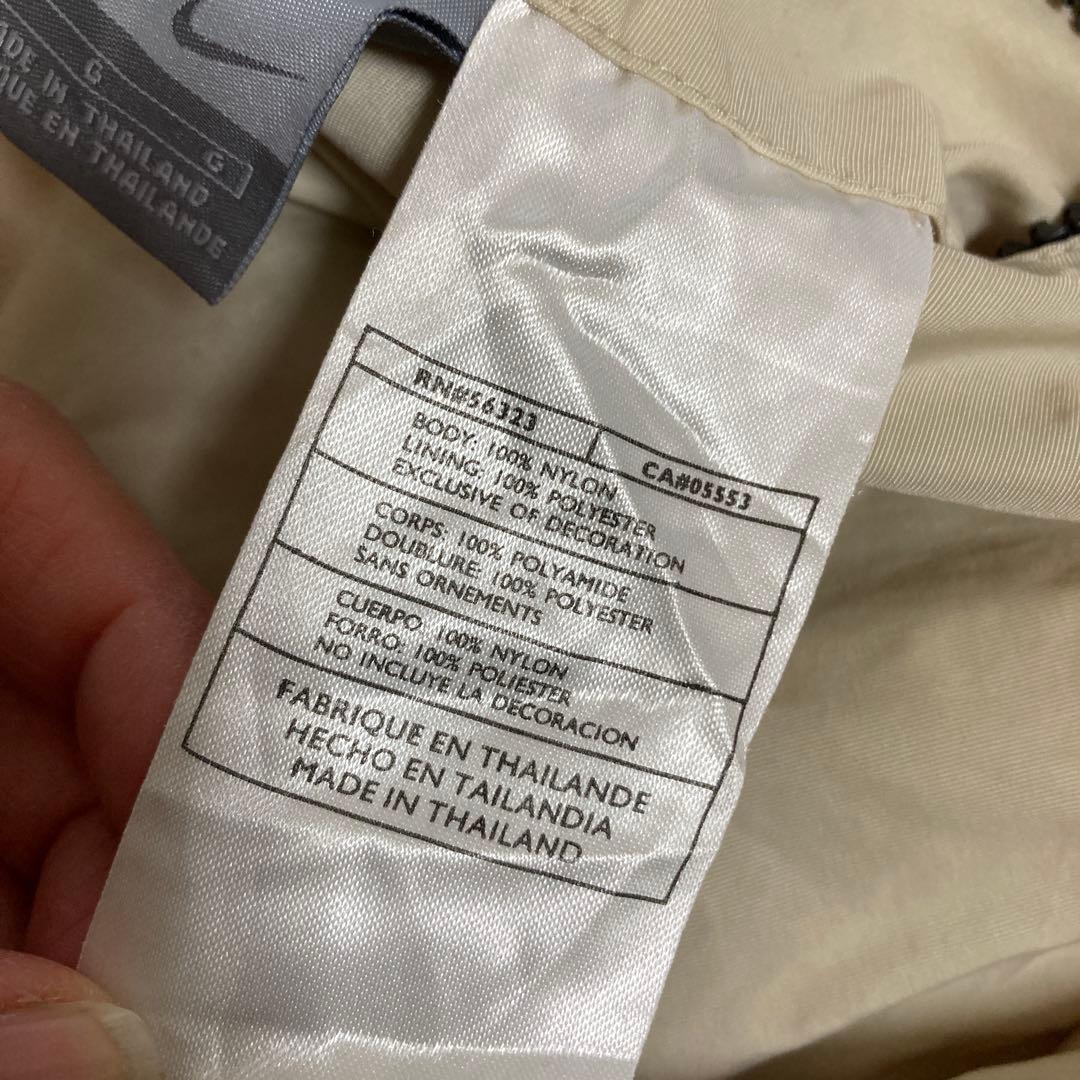 G
G
MADE IN THAILAND
QUE EN THAILANDE
RN#56323
CA#05553
BODY: 100% NYLON
LINING: 100% POLYESTER
EXCLUSIVE OF DECORATION
CORPS: 100% POLYAMIDE
DOUBLURE: 100% POLYESTER
SANS ORNEMENTS
CUERPO 100% NYLON
FORRO: 100% POLIESTER
NO INCLUYE LA DECORACION
FABRIQUE EN THAILANDE
HECHO EN TAILANDIA
MADE IN THAILAND